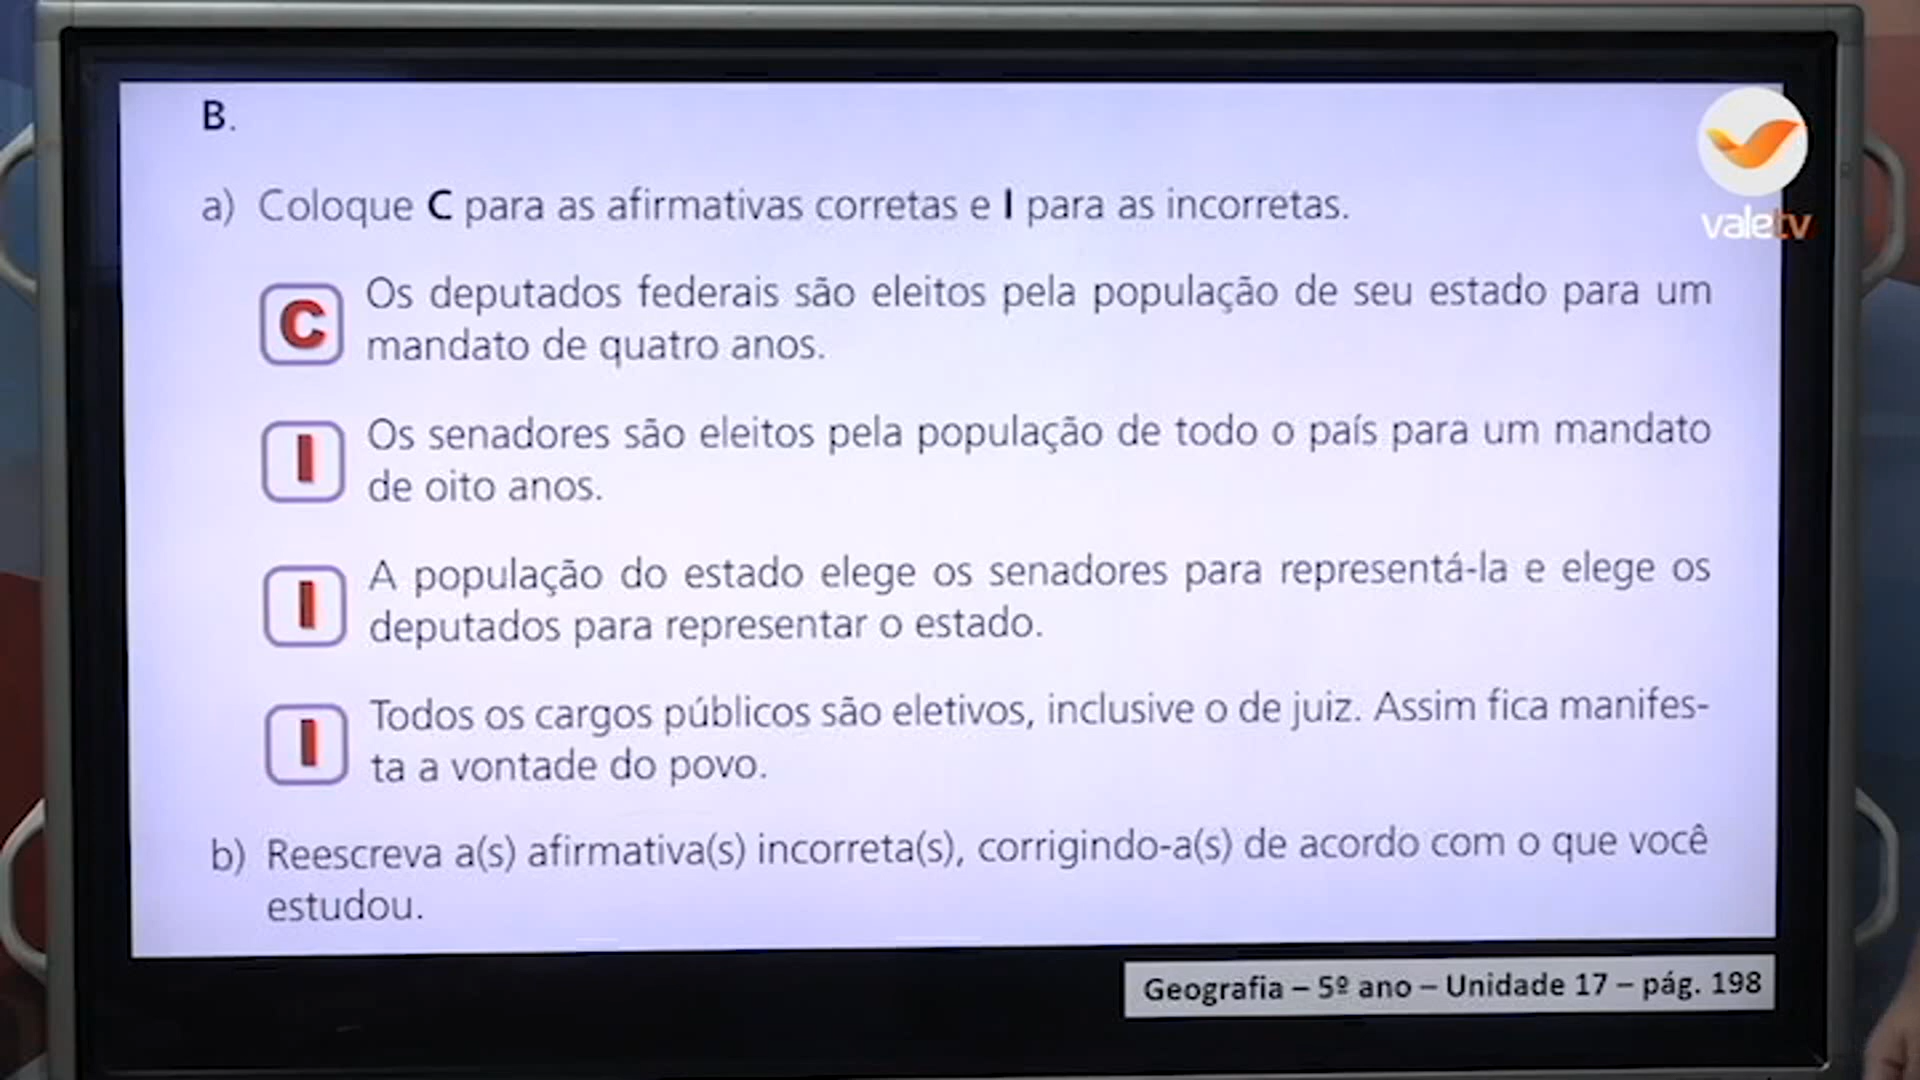 B.
a) Coloque C para as afirmativas corretas e I para as incorretas.
valetv
C
Os deputados federais são eleitos pela população de seu estado para um
mandato de quatro anos.
I
Os senadores são eleitos pela população de todo o país para um mandato
de oito anos.
I
A população do estado elege os senadores para representá-la e elege os
deputados para representar o estado.
I
Todos os cargos públicos são eletivos, inclusive o de juiz. Assim fica manifes-
ta a vontade do povo.
b) Reescreva a(s) afirmativa(s) incorreta(s), corrigindo-a(s) de acordo com o que você
estudou.
Geografia – 5º ano – Unidade 17 – pág. 198